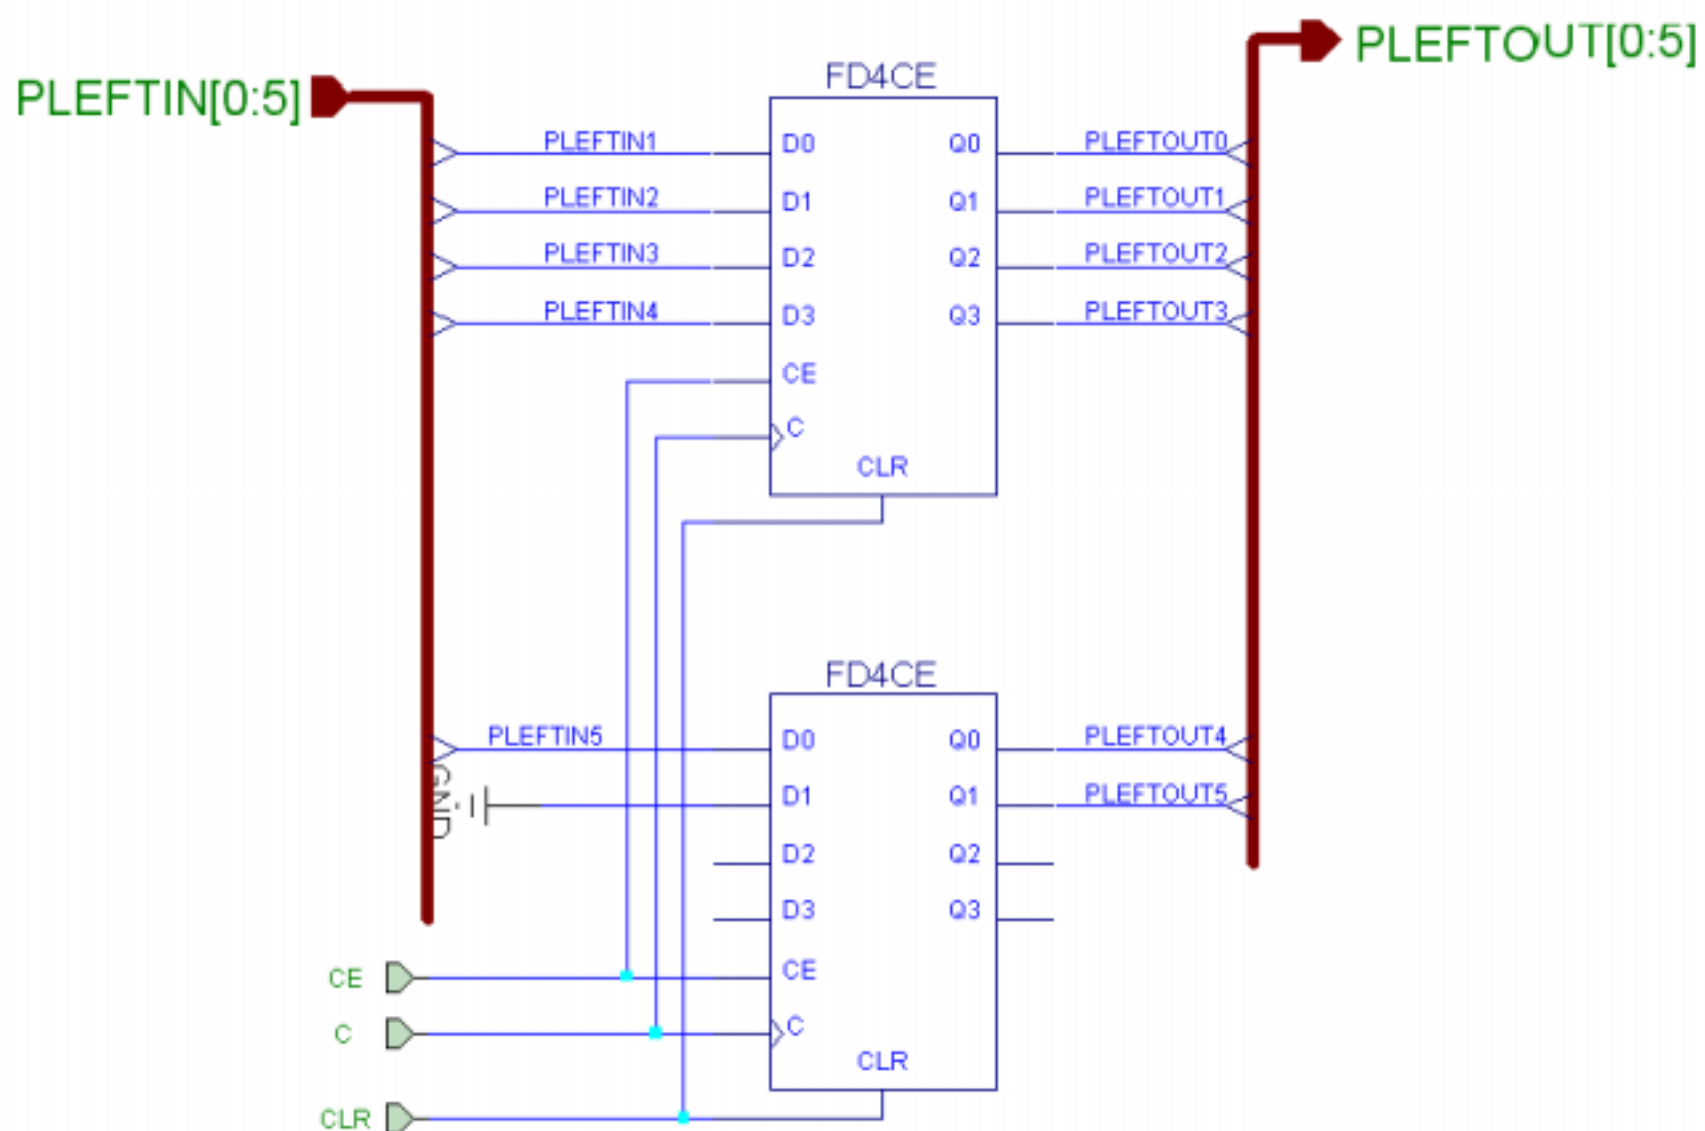 PLEFTOUT[0:5]
PLEFTIN[0:5]
FD4CE
PLEFTIN1 D0 Q0 PLEFTOUT0
PLEFTIN2 D1 Q1 PLEFTOUT1
PLEFTIN3 D2 Q2 PLEFTOUT2
PLEFTIN4 D3 Q3 PLEFTOUT3
CE
C
CLR
FD4CE
PLEFTIN5 D0 Q0 PLEFTOUT4
GND D1 Q1 PLEFTOUT5
D2 Q2
D3 Q3
CE CE
C C
CLR
CLR